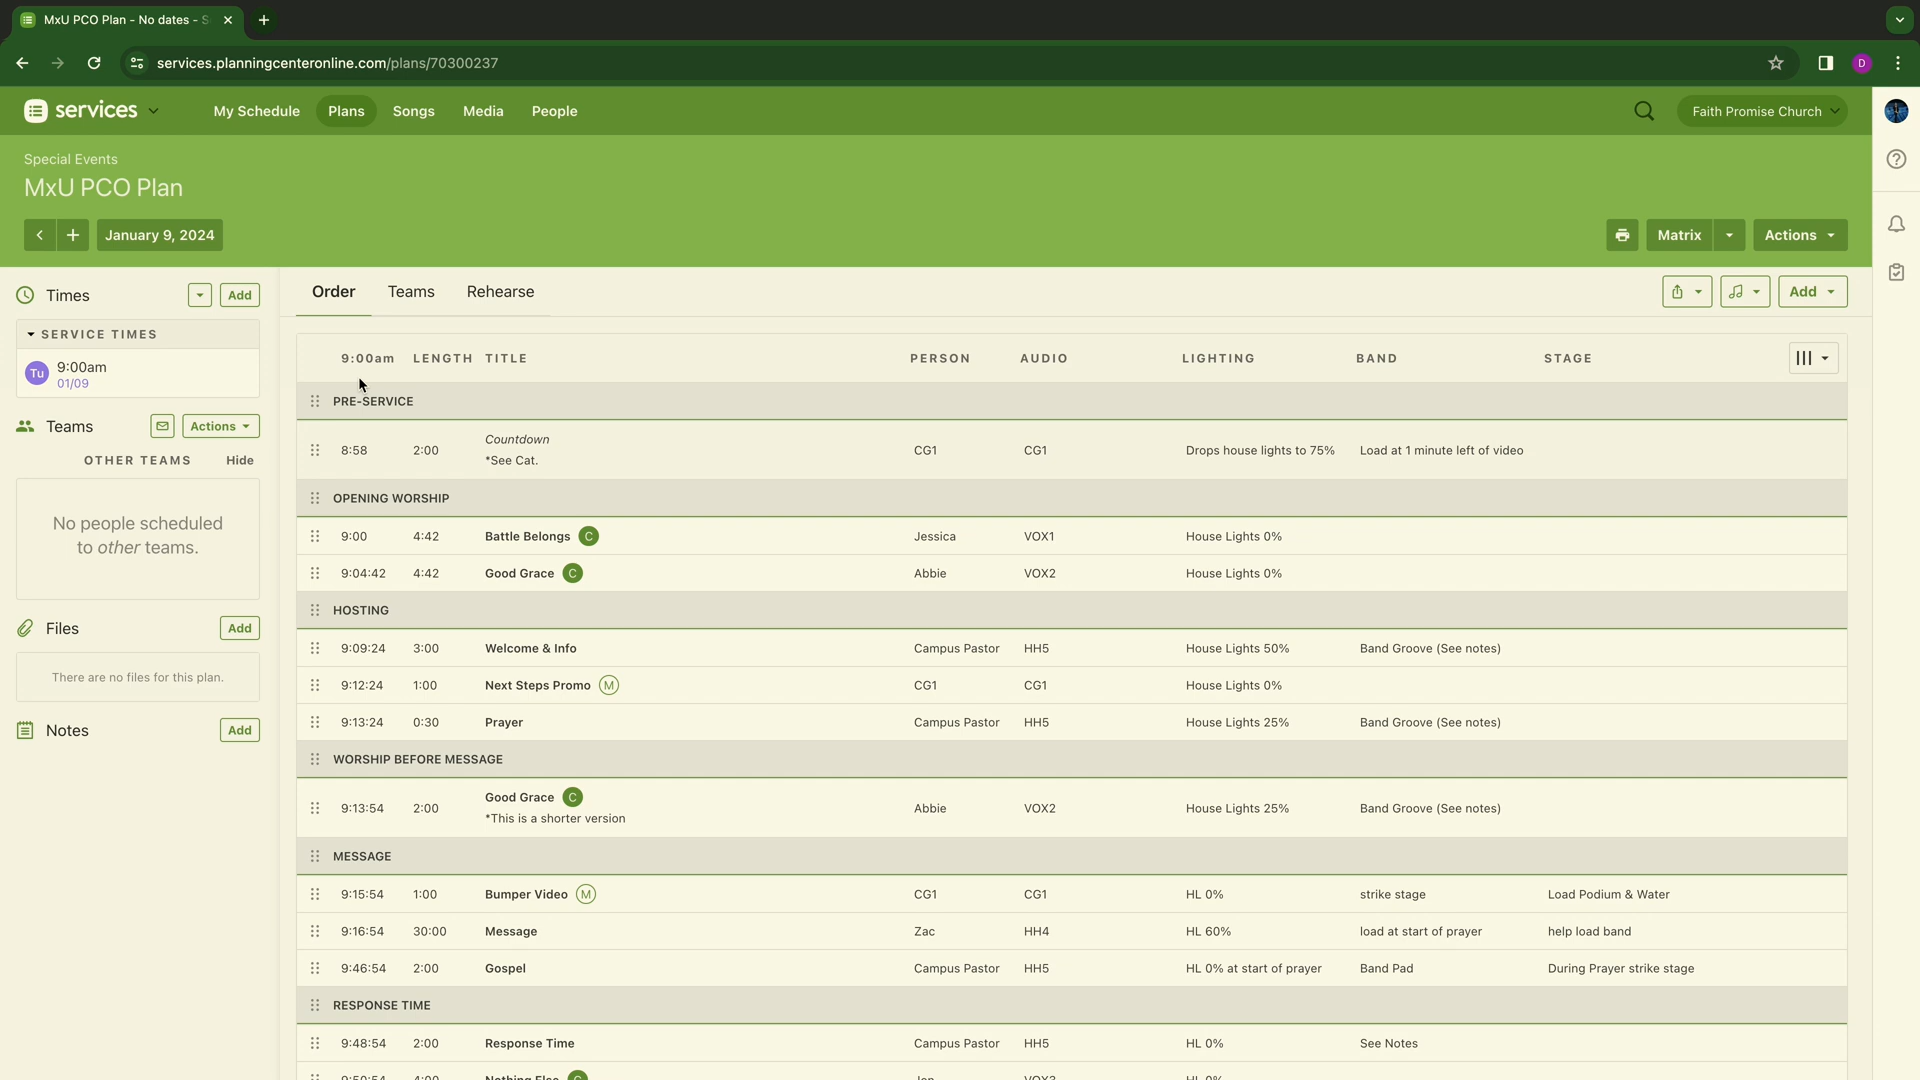 MxU PCO Plan - No dates - S
services.planningcenteronline.com/plans/70300237
D
services
My Schedule
Plans
Songs
Media
People
Faith Promise Church
Special Events
MxU PCO Plan
January 9, 2024
Matrix
Actions
Times
Add
SERVICE TIMES
Tu
9:00am
01/09
Teams
Actions
OTHER TEAMS
Hide
No people scheduled
to other teams.
Files
Add
There are no files for this plan.
Notes
Add
Order
Teams
Rehearse
Add
9:00am LENGTH TITLE PERSON AUDIO LIGHTING BAND STAGE
PRE-SERVICE
8:58 2:00 Countdown CG1 CG1 Drops house lights to 75% Load at 1 minute left of video
*See Cat.
OPENING WORSHIP
9:00 4:42 Battle Belongs C Jessica VOX1 House Lights 0%
9:04:42 4:42 Good Grace C Abbie VOX2 House Lights 0%
HOSTING
9:09:24 3:00 Welcome & Info Campus Pastor HH5 House Lights 50% Band Groove (See notes)
9:12:24 1:00 Next Steps Promo M CG1 CG1 House Lights 0%
9:13:24 0:30 Prayer Campus Pastor HH5 House Lights 25% Band Groove (See notes)
WORSHIP BEFORE MESSAGE
9:13:54 2:00 Good Grace C Abbie VOX2 House Lights 25% Band Groove (See notes)
*This is a shorter version
MESSAGE
9:15:54 1:00 Bumper Video M CG1 CG1 HL 0% strike stage Load Podium & Water
9:16:54 30:00 Message Zac HH4 HL 60% load at start of prayer help load band
9:46:54 2:00 Gospel Campus Pastor HH5 HL 0% at start of prayer Band Pad During Prayer strike stage
RESPONSE TIME
9:48:54 2:00 Response Time Campus Pastor HH5 HL 0% See Notes
9:50:54 4:00 Nothing Else C Jon VOX3 HL 0%